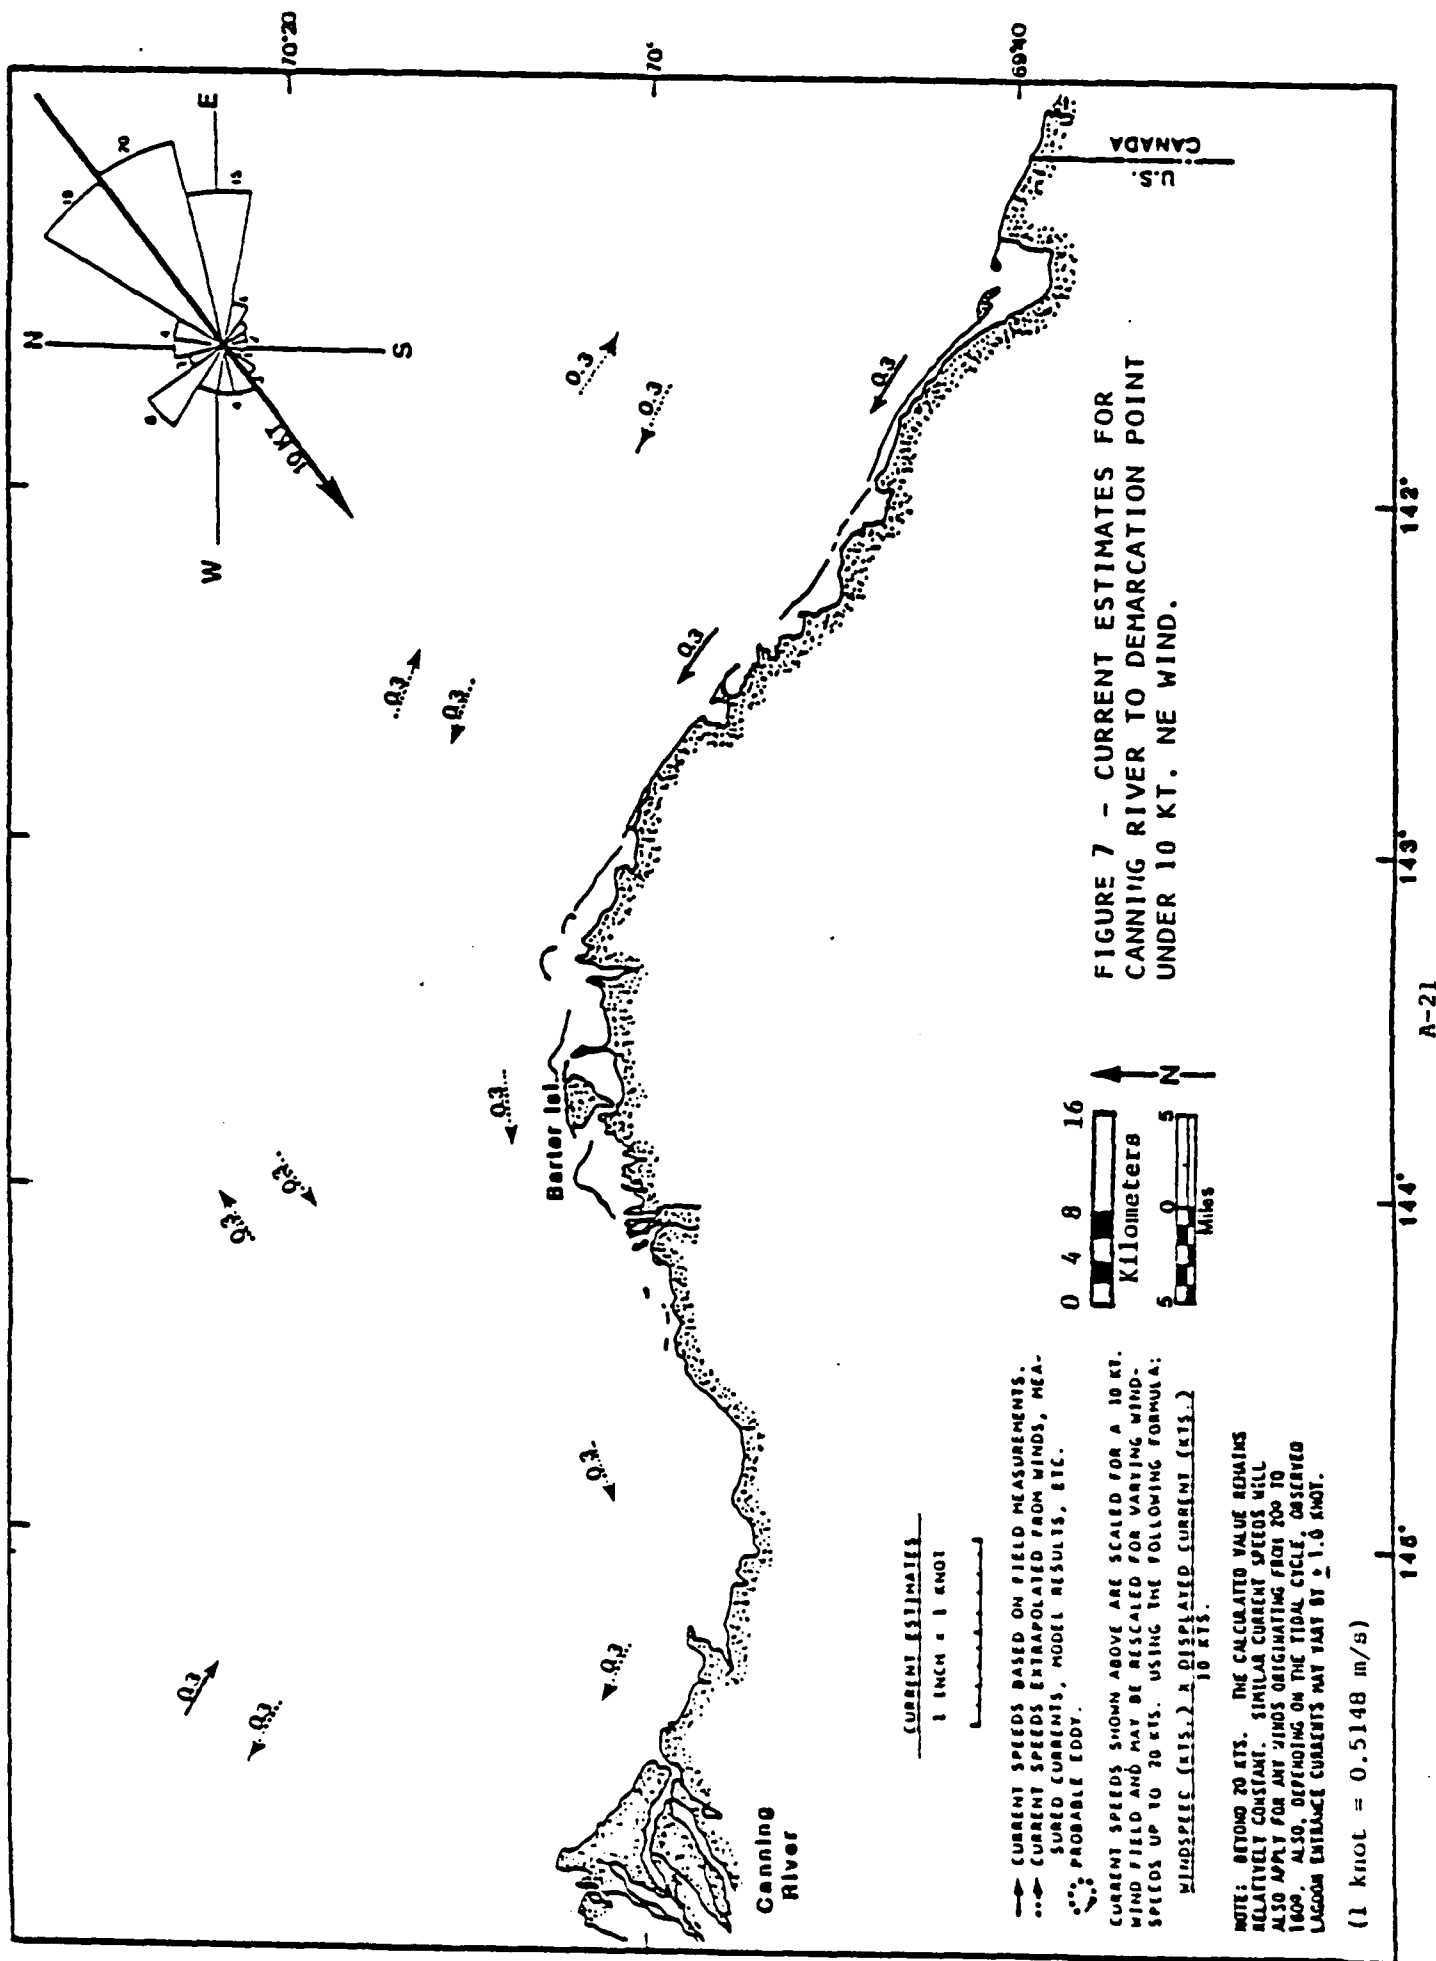 70°20
70°
69°40
N
E
S
W
10 KT
20
18
15
8
4
4
0.3
0.3
0.3
0.3
0.3
0.3
0.3
0.3
0.3
0.3
0.3
0.3
0.3
0.3
U.S.
CANADA
Barter Isl.
Canning
River
142°
143°
144°
145°
FIGURE 7 - CURRENT ESTIMATES FOR
CANNING RIVER TO DEMARCATION POINT
UNDER 10 KT. NE WIND.
0 4 8 16
Kilometers
5 0 5
Miles
N
CURRENT ESTIMATES
1 INCH = 1 KNOT
CURRENT SPEEDS BASED ON FIELD MEASUREMENTS.
CURRENT SPEEDS EXTRAPOLATED FROM WINDS, MEA-
SURED CURRENTS, MODEL RESULTS, ETC.
PROBABLE EDDY.
CURRENT SPEEDS SHOWN ABOVE ARE SCALED FOR A 10 KT.
WIND FIELD AND MAY BE RESCALED FOR VARYING WIND-
SPEEDS UP TO 20 KTS. USING THE FOLLOWING FORMULA:
WINDSPEED (KTS.) X DISPLAYED CURRENT (KTS.)
10 KTS.
NOTE: BEYOND 20 KTS. THE CALCULATED VALUE REMAINS
RELATIVELY CONSTANT. SIMILAR CURRENT SPEEDS WILL
ALSO APPLY FOR ANY WINDS ORIGINATING FROM 20° TO
160°. ALSO, DEPENDING ON THE TIDAL CYCLE, OBSERVED
LAGOON ENTRANCE CURRENTS MAY VARY BY ± 1.0 KNOT.
(1 knot = 0.5148 m/s)
A-21